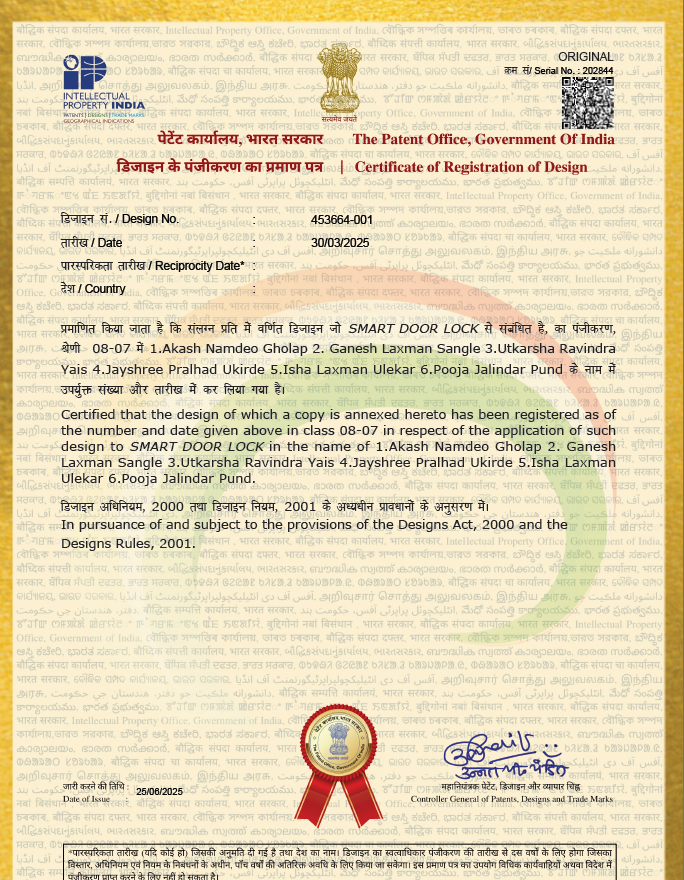 ORIGINAL
क्रम सं/ Serial No. : 202844
INTELLECTUAL
PROPERTY INDIA
PATENTS | DESIGNS | TRADE MARKS
GEOGRAPHICAL INDICATIONS
सत्यमेव जयते
पेटेंट कार्यालय, भारत सरकार The Patent Office, Government Of India
डिजाइन के पंजीकरण का प्रमाण पत्र | Certificate of Registration of Design
डिजाइन सं. / Design No. : 453664-001
तारीख / Date : 30/03/2025
पारस्परिकता तारीख / Reciprocity Date* :
देश / Country :
प्रमाणित किया जाता है कि संलग्न प्रति में वर्णित डिजाइन जो SMART DOOR LOCK से संबंधित है, का पंजीकरण,
श्रेणी 08-07 में 1.Akash Namdeo Gholap 2. Ganesh Laxman Sangle 3.Utkarsha Ravindra
Yais 4.Jayshree Pralhad Ukirde 5.Isha Laxman Ulekar 6.Pooja Jalindar Pund के नाम में
उपर्युक्त संख्या और तारीख में कर लिया गया है।
Certified that the design of which a copy is annexed hereto has been registered as of
the number and date given above in class 08-07 in respect of the application of such
design to SMART DOOR LOCK in the name of 1.Akash Namdeo Gholap 2. Ganesh
Laxman Sangle 3.Utkarsha Ravindra Yais 4.Jayshree Pralhad Ukirde 5.Isha Laxman
Ulekar 6.Pooja Jalindar Pund.
डिजाइन अधिनियम, 2000 तथा डिजाइन नियम, 2001 के अध्यधीन प्रावधानों के अनुसरण में।
In pursuance of and subject to the provisions of the Designs Act, 2000 and the
Designs Rules, 2001.
पेटेंट कार्यालय, भारत सरकार
The Patent Office, Government Of India
जारी करने की तिथि :
Date of Issue : 25/06/2025
महानियंत्रक पेटेंट, डिजाइन और व्यापार चिह्न
Controller General of Patents, Designs and Trade Marks
*पारस्परिकता तारीख (यदि कोई हो) जिसकी अनुमति दी गई है तथा देश का नाम। डिजाइन का स्वत्वाधिकार पंजीकरण की तारीख से दस वर्षों के लिए होगा जिसका
विस्तार, अधिनियम एवं नियम के निबंधनों के अधीन, पाँच वर्षों की अतिरिक्त अवधि के लिए किया जा सकेगा। इस प्रमाण पत्र का उपयोग विधिक कार्यवाहियों अथवा विदेश में
पंजीकरण प्राप्त करने के लिए नहीं हो सकता है।